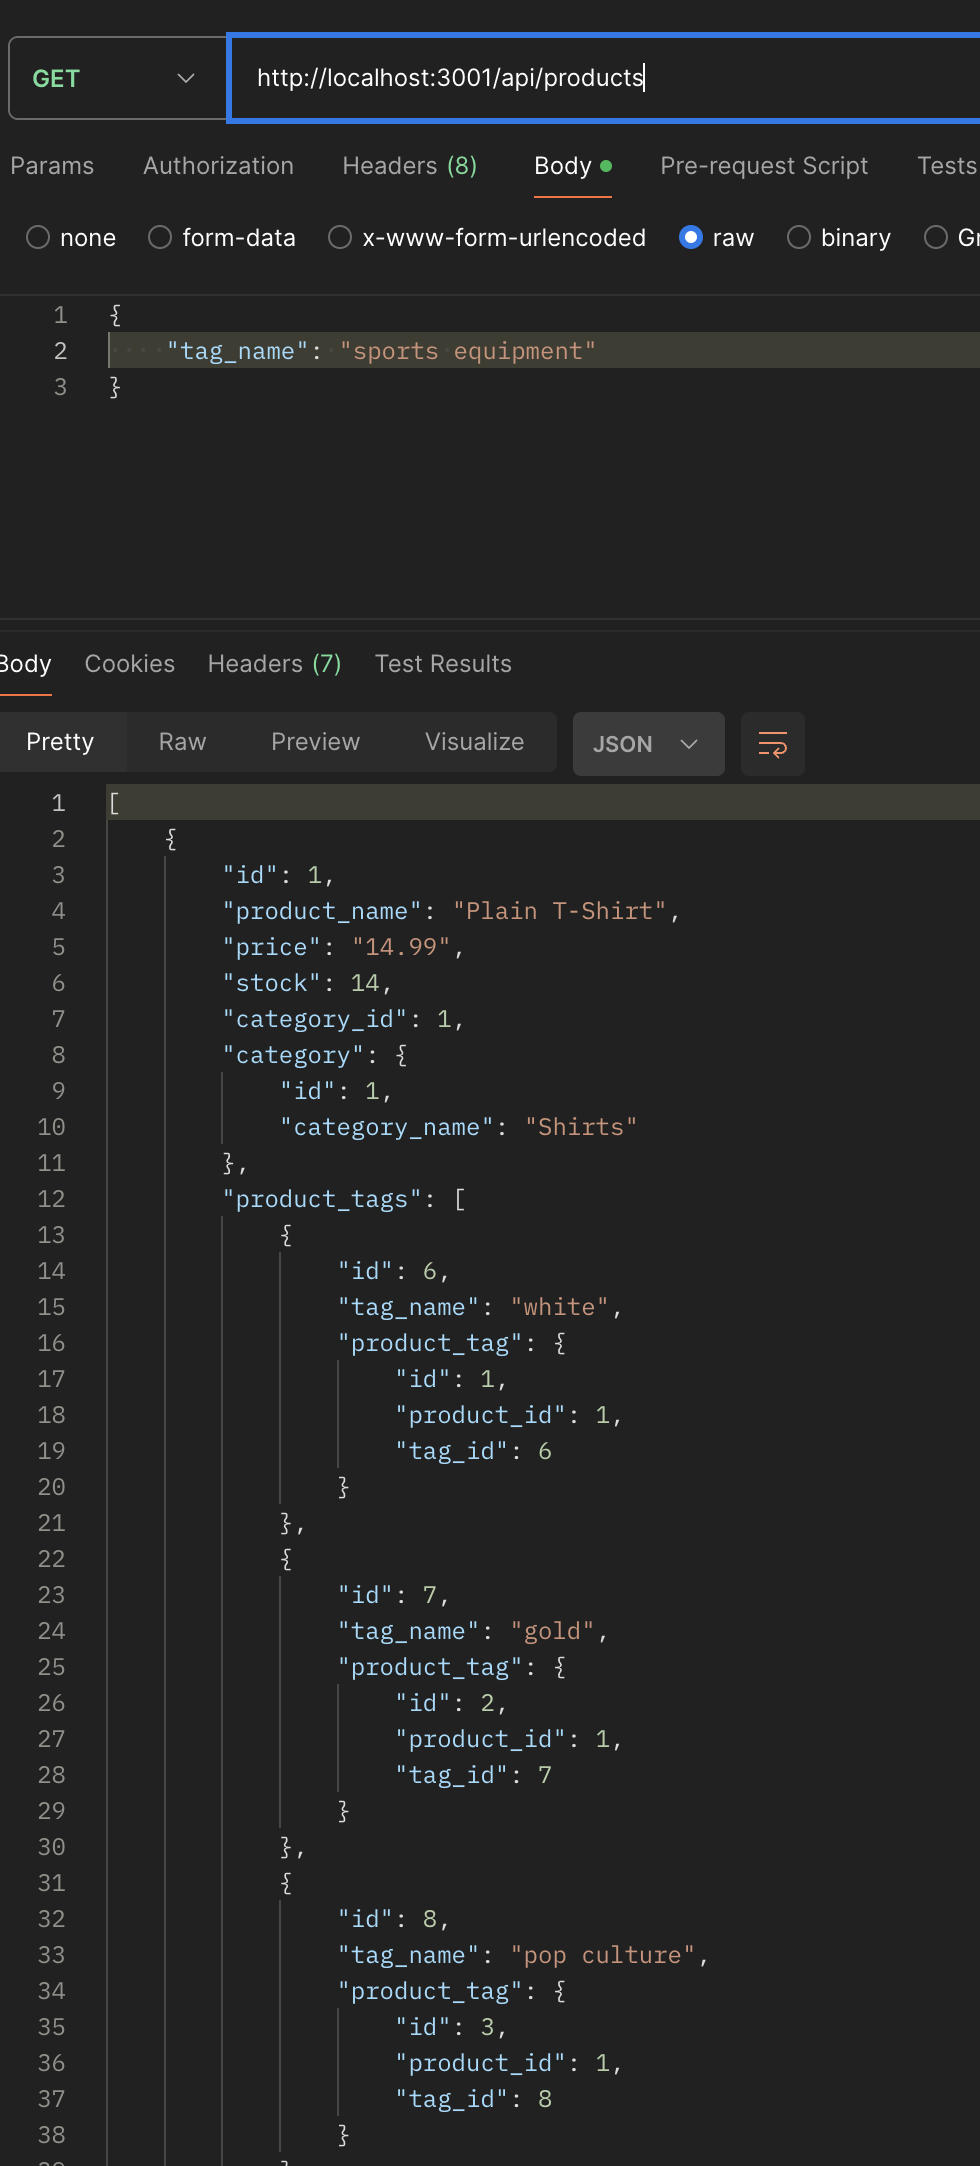 GET http://localhost:3001/api/products
Params Authorization Headers (8) Body Pre-request Script Tests
none form-data x-www-form-urlencoded raw binary
1 {
2 "tag_name": "sports equipment"
3 }
Body Cookies Headers (7) Test Results
Pretty Raw Preview Visualize JSON
1 [
2 {
3 "id": 1,
4 "product_name": "Plain T-Shirt",
5 "price": "14.99",
6 "stock": 14,
7 "category_id": 1,
8 "category": {
9 "id": 1,
10 "category_name": "Shirts"
11 },
12 "product_tags": [
13 {
14 "id": 6,
15 "tag_name": "white",
16 "product_tag": {
17 "id": 1,
18 "product_id": 1,
19 "tag_id": 6
20 }
21 },
22 {
23 "id": 7,
24 "tag_name": "gold",
25 "product_tag": {
26 "id": 2,
27 "product_id": 1,
28 "tag_id": 7
29 }
30 },
31 {
32 "id": 8,
33 "tag_name": "pop culture",
34 "product_tag": {
35 "id": 3,
36 "product_id": 1,
37 "tag_id": 8
38 }